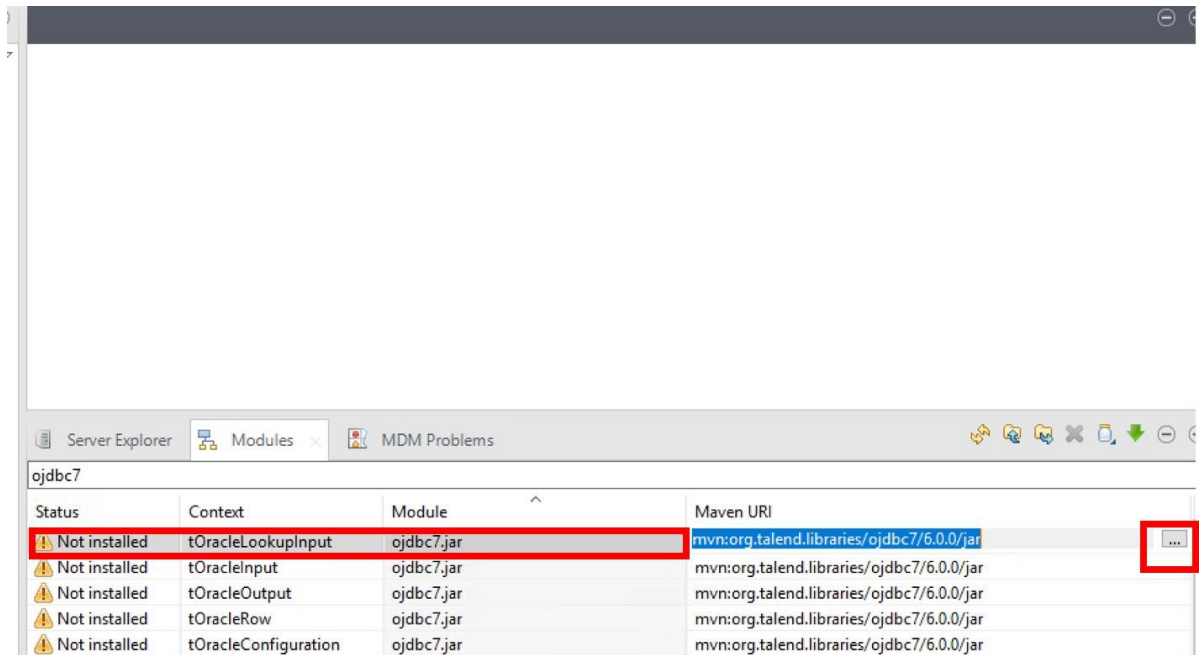 Server Explorer Modules MDM Problems
ojdbc7
Status Context Module Maven URI
Not installed tOracleLookupInput ojdbc7.jar mvn:org.talend.libraries/ojdbc7/6.0.0/jar ...
Not installed tOracleInput ojdbc7.jar mvn:org.talend.libraries/ojdbc7/6.0.0/jar
Not installed tOracleOutput ojdbc7.jar mvn:org.talend.libraries/ojdbc7/6.0.0/jar
Not installed tOracleRow ojdbc7.jar mvn:org.talend.libraries/ojdbc7/6.0.0/jar
Not installed tOracleConfiguration ojdbc7.jar mvn:org.talend.libraries/ojdbc7/6.0.0/jar